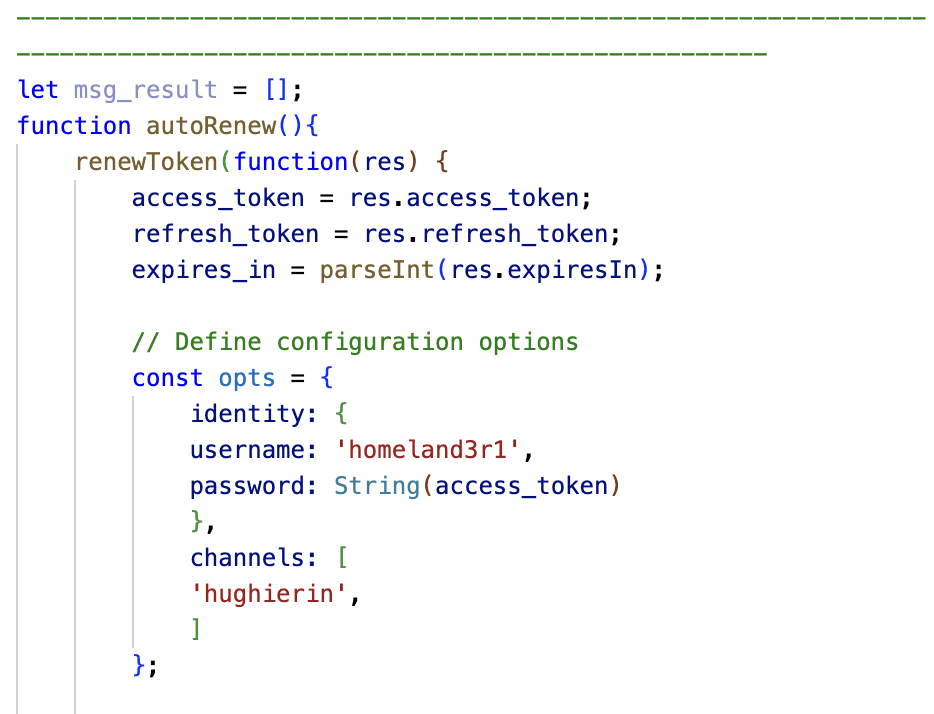 ---------------------------------------------------------------
----------------------------------------------------
let msg_result = [];
function autoRenew(){
    renewToken(function(res) {
        access_token = res.access_token;
        refresh_token = res.refresh_token;
        expires_in = parseInt(res.expiresIn);

        // Define configuration options
        const opts = {
            identity: {
            username: 'homeland3r1',
            password: String(access_token)
            },
            channels: [
            'hughierin',
            ]
        };